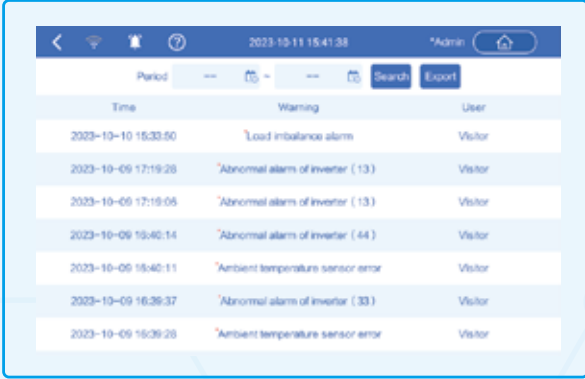 2023-10-11 15:41:38 *Admin
Period -- ~ -- Search Export
Time Warning User
2023-10-10 15:33:50 *Load imbalance alarm Visitor
2023-10-09 17:19:28 *Abnormal alarm of inverter (13) Visitor
2023-10-09 17:19:06 *Abnormal alarm of inverter (13) Visitor
2023-10-09 16:40:14 *Abnormal alarm of inverter (44) Visitor
2023-10-09 16:40:11 *Ambient temperature sensor error Visitor
2023-10-09 16:39:37 *Abnormal alarm of inverter (33) Visitor
2023-10-09 16:39:28 *Ambient temperature sensor error Visitor